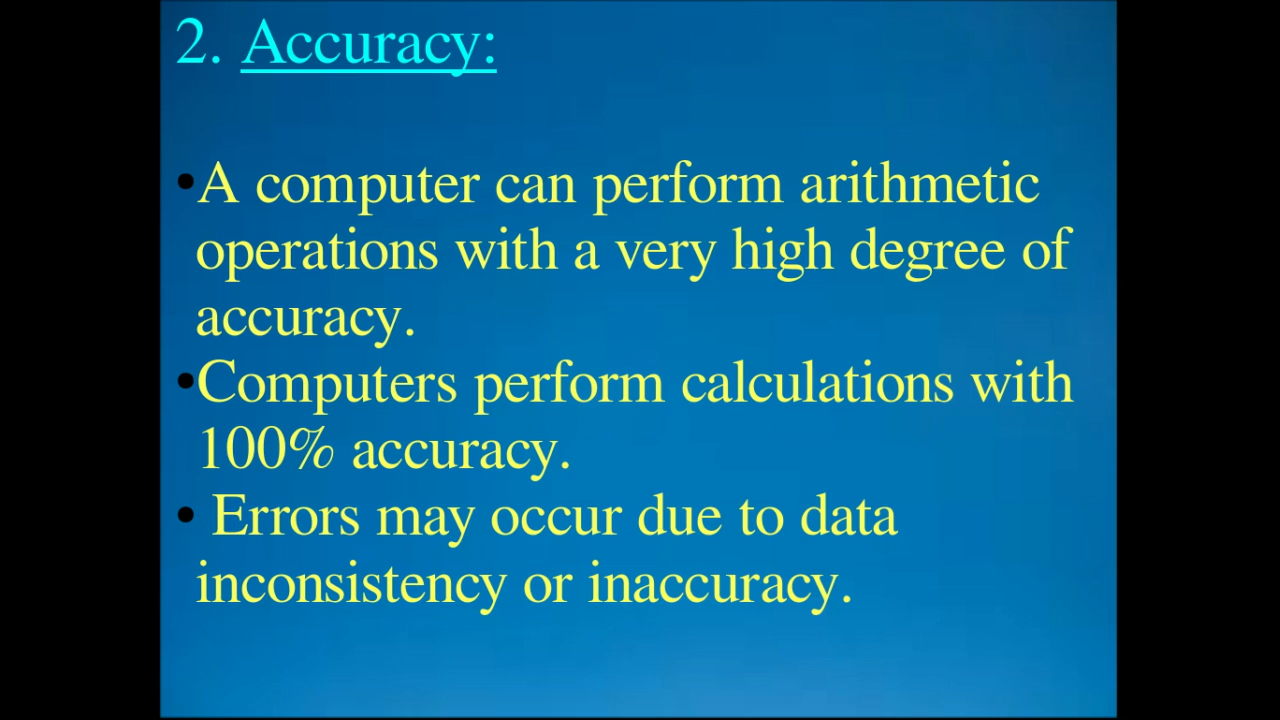 2. Accuracy:
•A computer can perform arithmetic
operations with a very high degree of
accuracy.
•Computers perform calculations with
100% accuracy.
• Errors may occur due to data
inconsistency or inaccuracy.